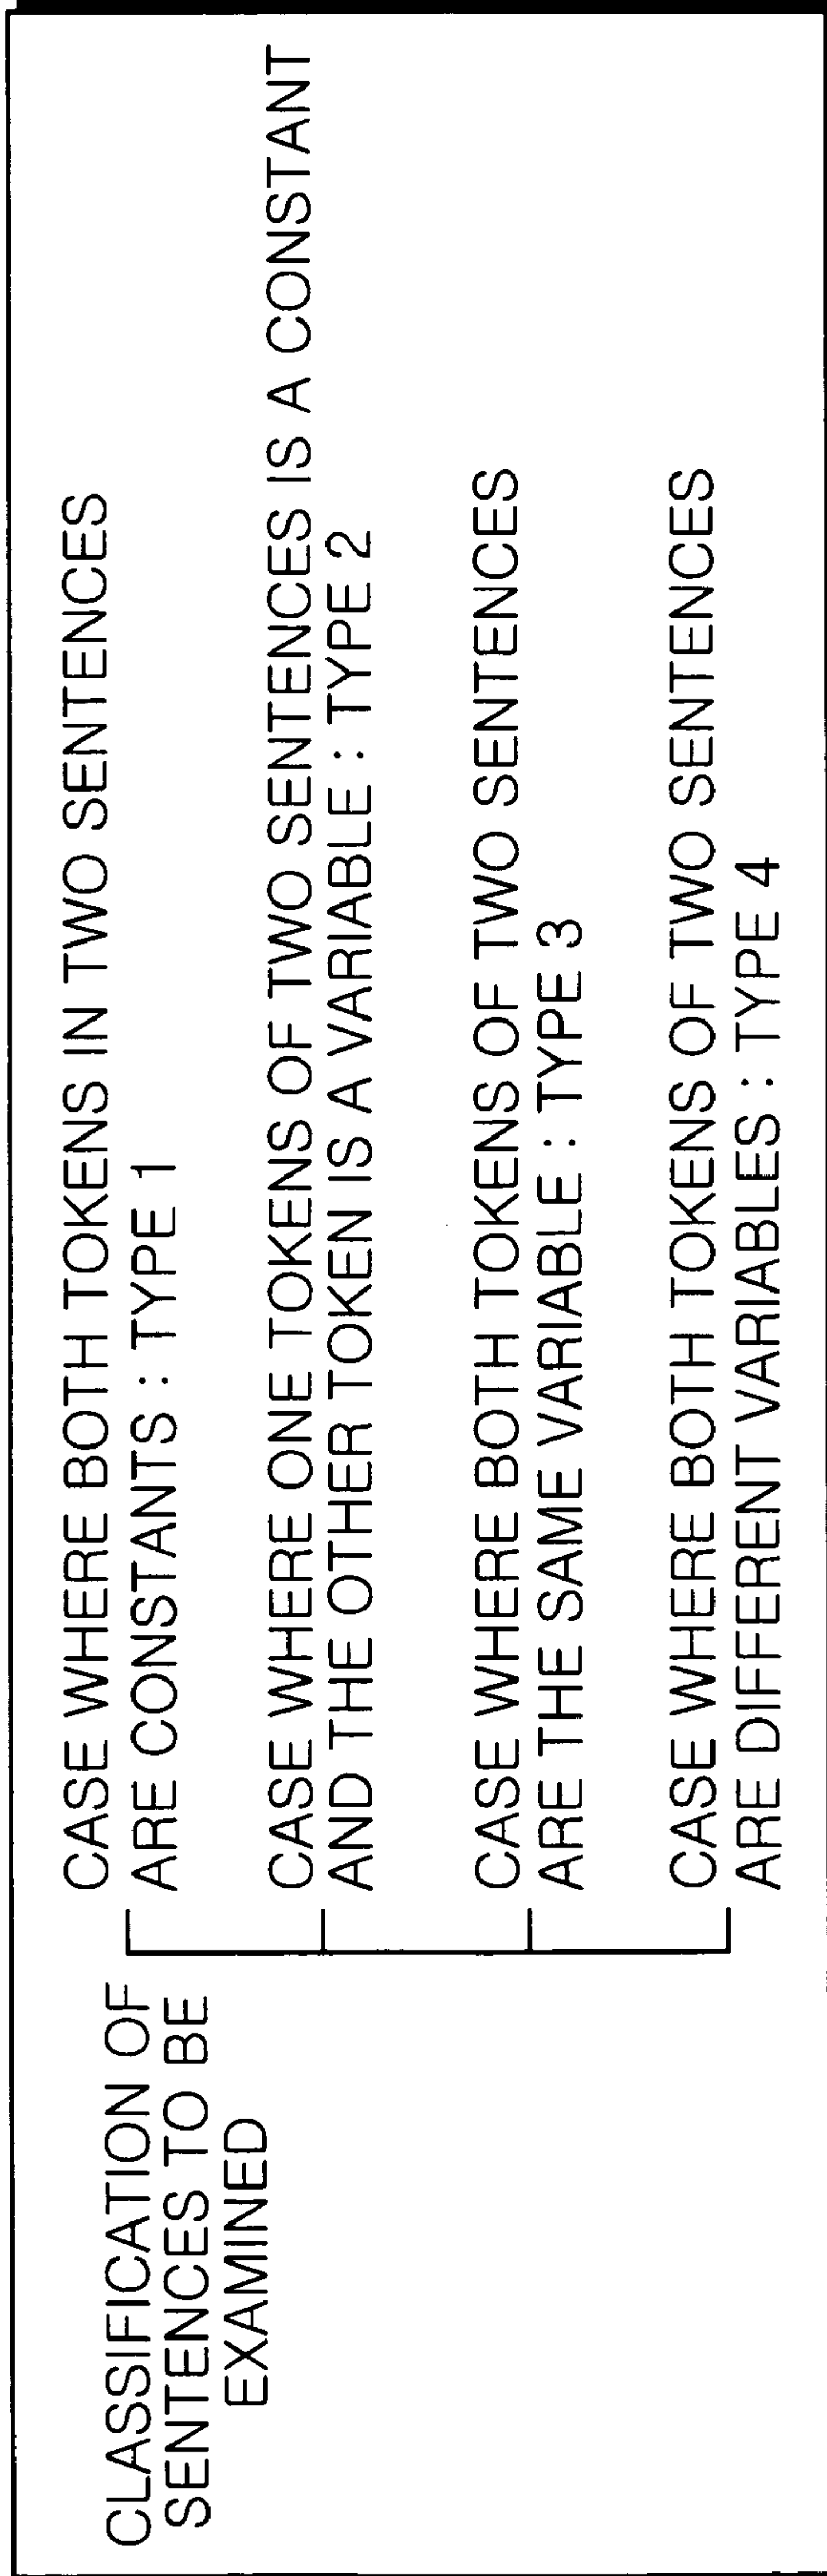 CLASSIFICATION OF
SENTENCES TO BE
EXAMINED
CASE WHERE BOTH TOKENS IN TWO SENTENCES
ARE CONSTANTS : TYPE 1
CASE WHERE ONE TOKENS OF TWO SENTENCES IS A CONSTANT
AND THE OTHER TOKEN IS A VARIABLE : TYPE 2
CASE WHERE BOTH TOKENS OF TWO SENTENCES
ARE THE SAME VARIABLE : TYPE 3
CASE WHERE BOTH TOKENS OF TWO SENTENCES
ARE DIFFERENT VARIABLES : TYPE 4